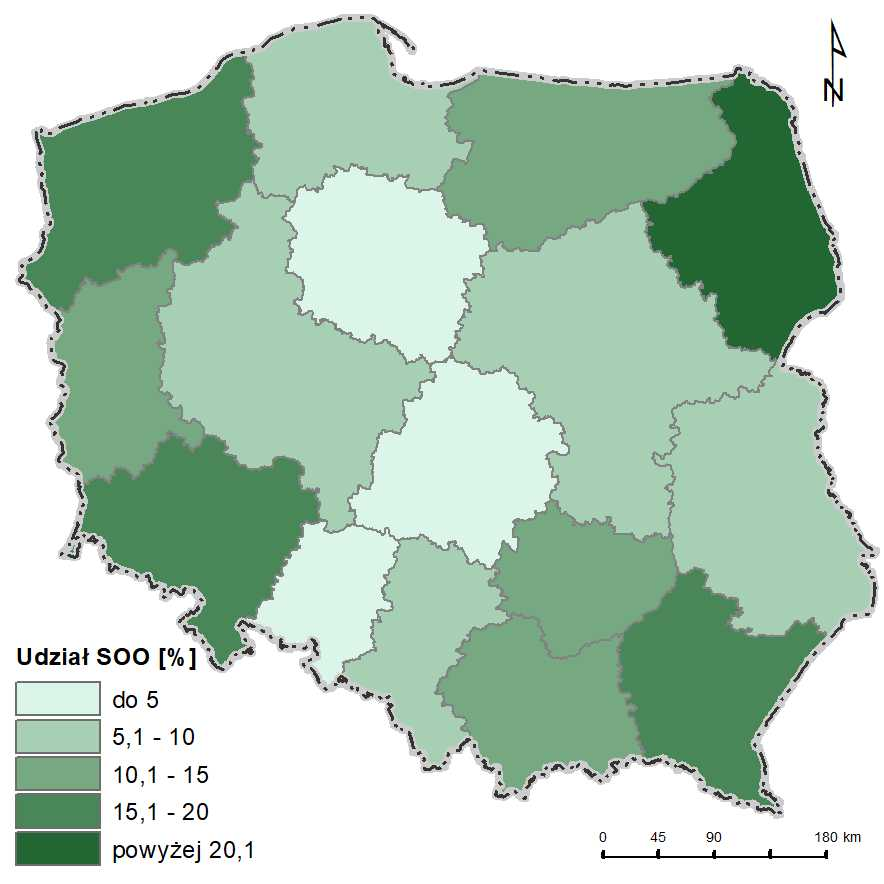 N
Udział SOO [%]
do 5
5,1 - 10
10,1 - 15
15,1 - 20
powyżej 20,1
0 45 90 180 km